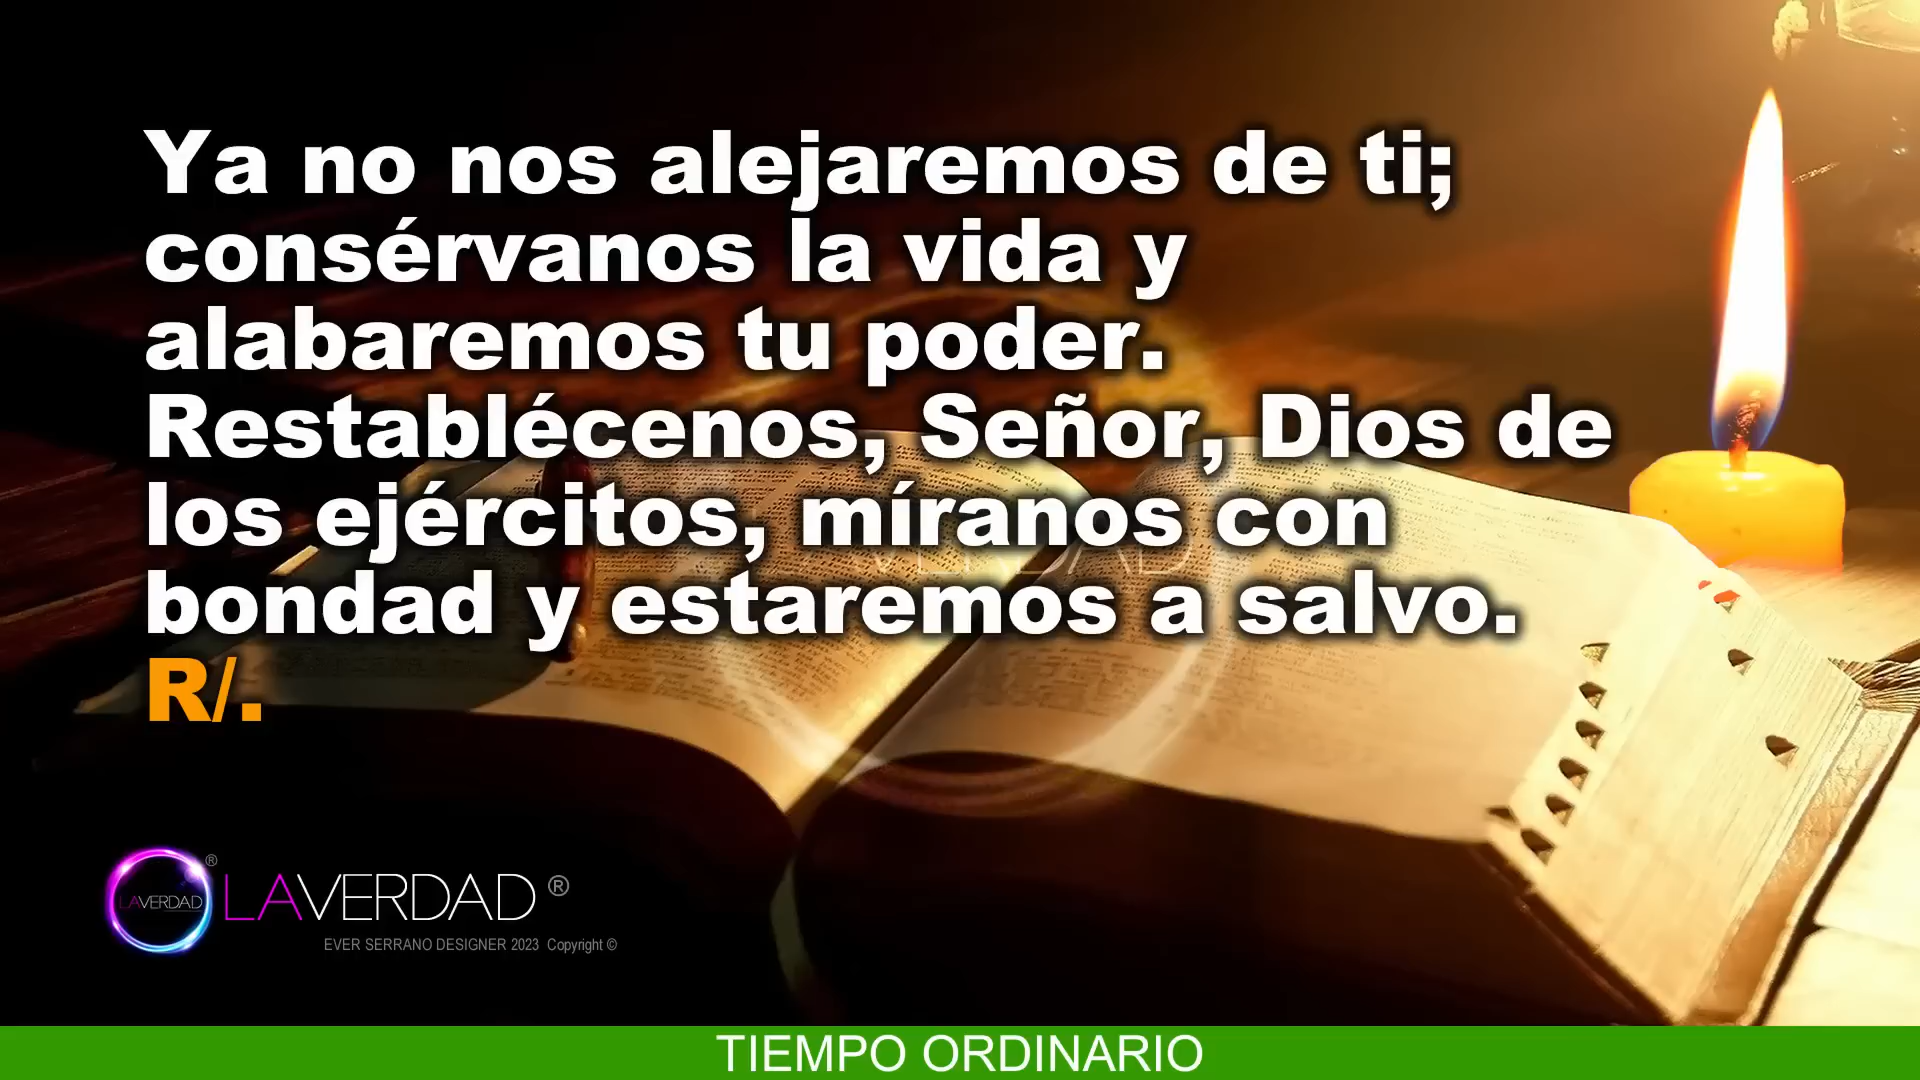 Ya no nos alejaremos de ti;
consérvanos la vida y
alabaremos tu poder.
Restablécenos, Señor, Dios de
los ejércitos, míranos con
bondad y estaremos a salvo.
R/.
LAVERDAD ®
LAVERDAD ®
EVER SERRANO DESIGNER 2023 Copyright ©
TIEMPO ORDINARIO